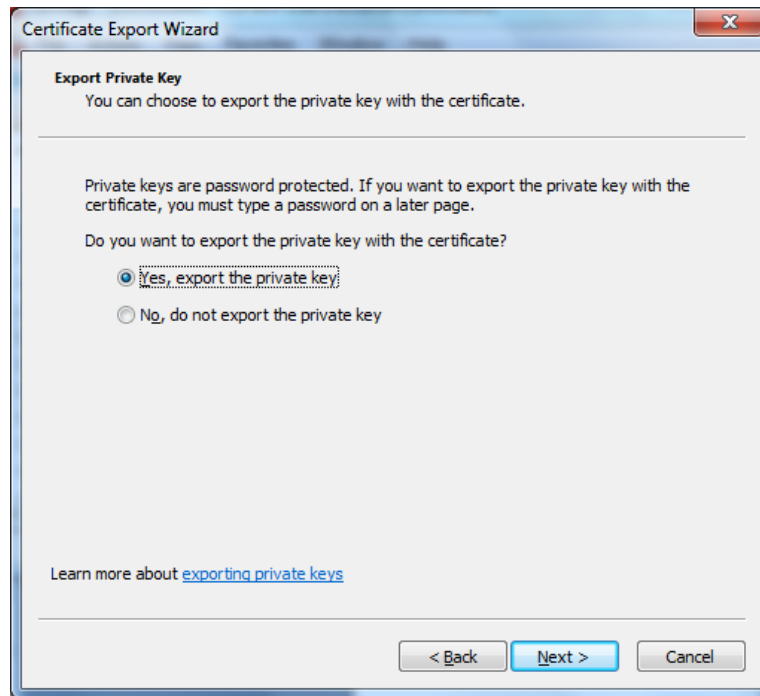 Certificate Export Wizard
Export Private Key
You can choose to export the private key with the certificate.
Private keys are password protected. If you want to export the private key with the
certificate, you must type a password on a later page.
Do you want to export the private key with the certificate?
Yes, export the private key
No, do not export the private key
Learn more about exporting private keys
< Back
Next >
Cancel